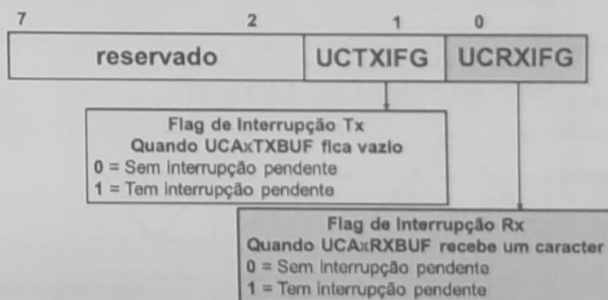 7 2 1 0
reservado UCTXIFG UCRXIFG
Flag de Interrupção Tx
Quando UCAxTXBUF fica vazio
0 = Sem interrupção pendente
1 = Tem interrupção pendente
Flag de Interrupção Rx
Quando UCAxRXBUF recebe um caracter
0 = Sem interrupção pendente
1 = Tem interrupção pendente